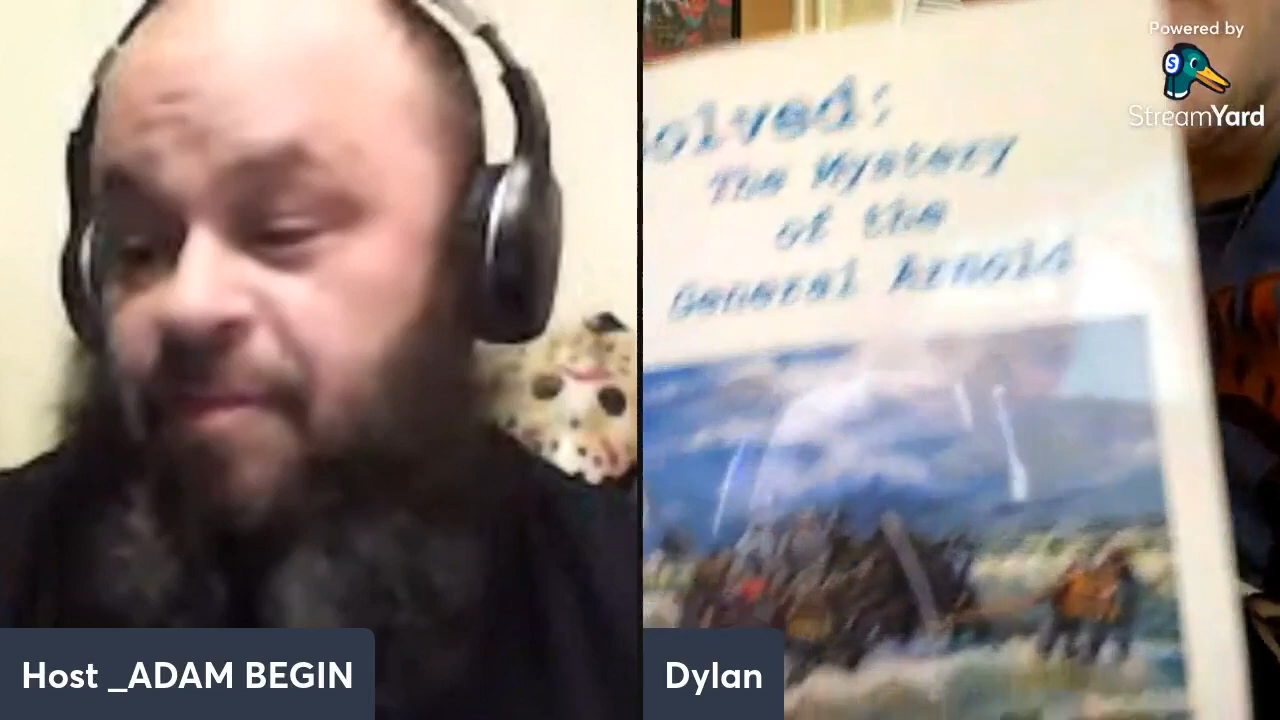 Powered by
StreamYard
olved:
The Mystery
of the
General Arnold
Host _ADAM BEGIN
Dylan